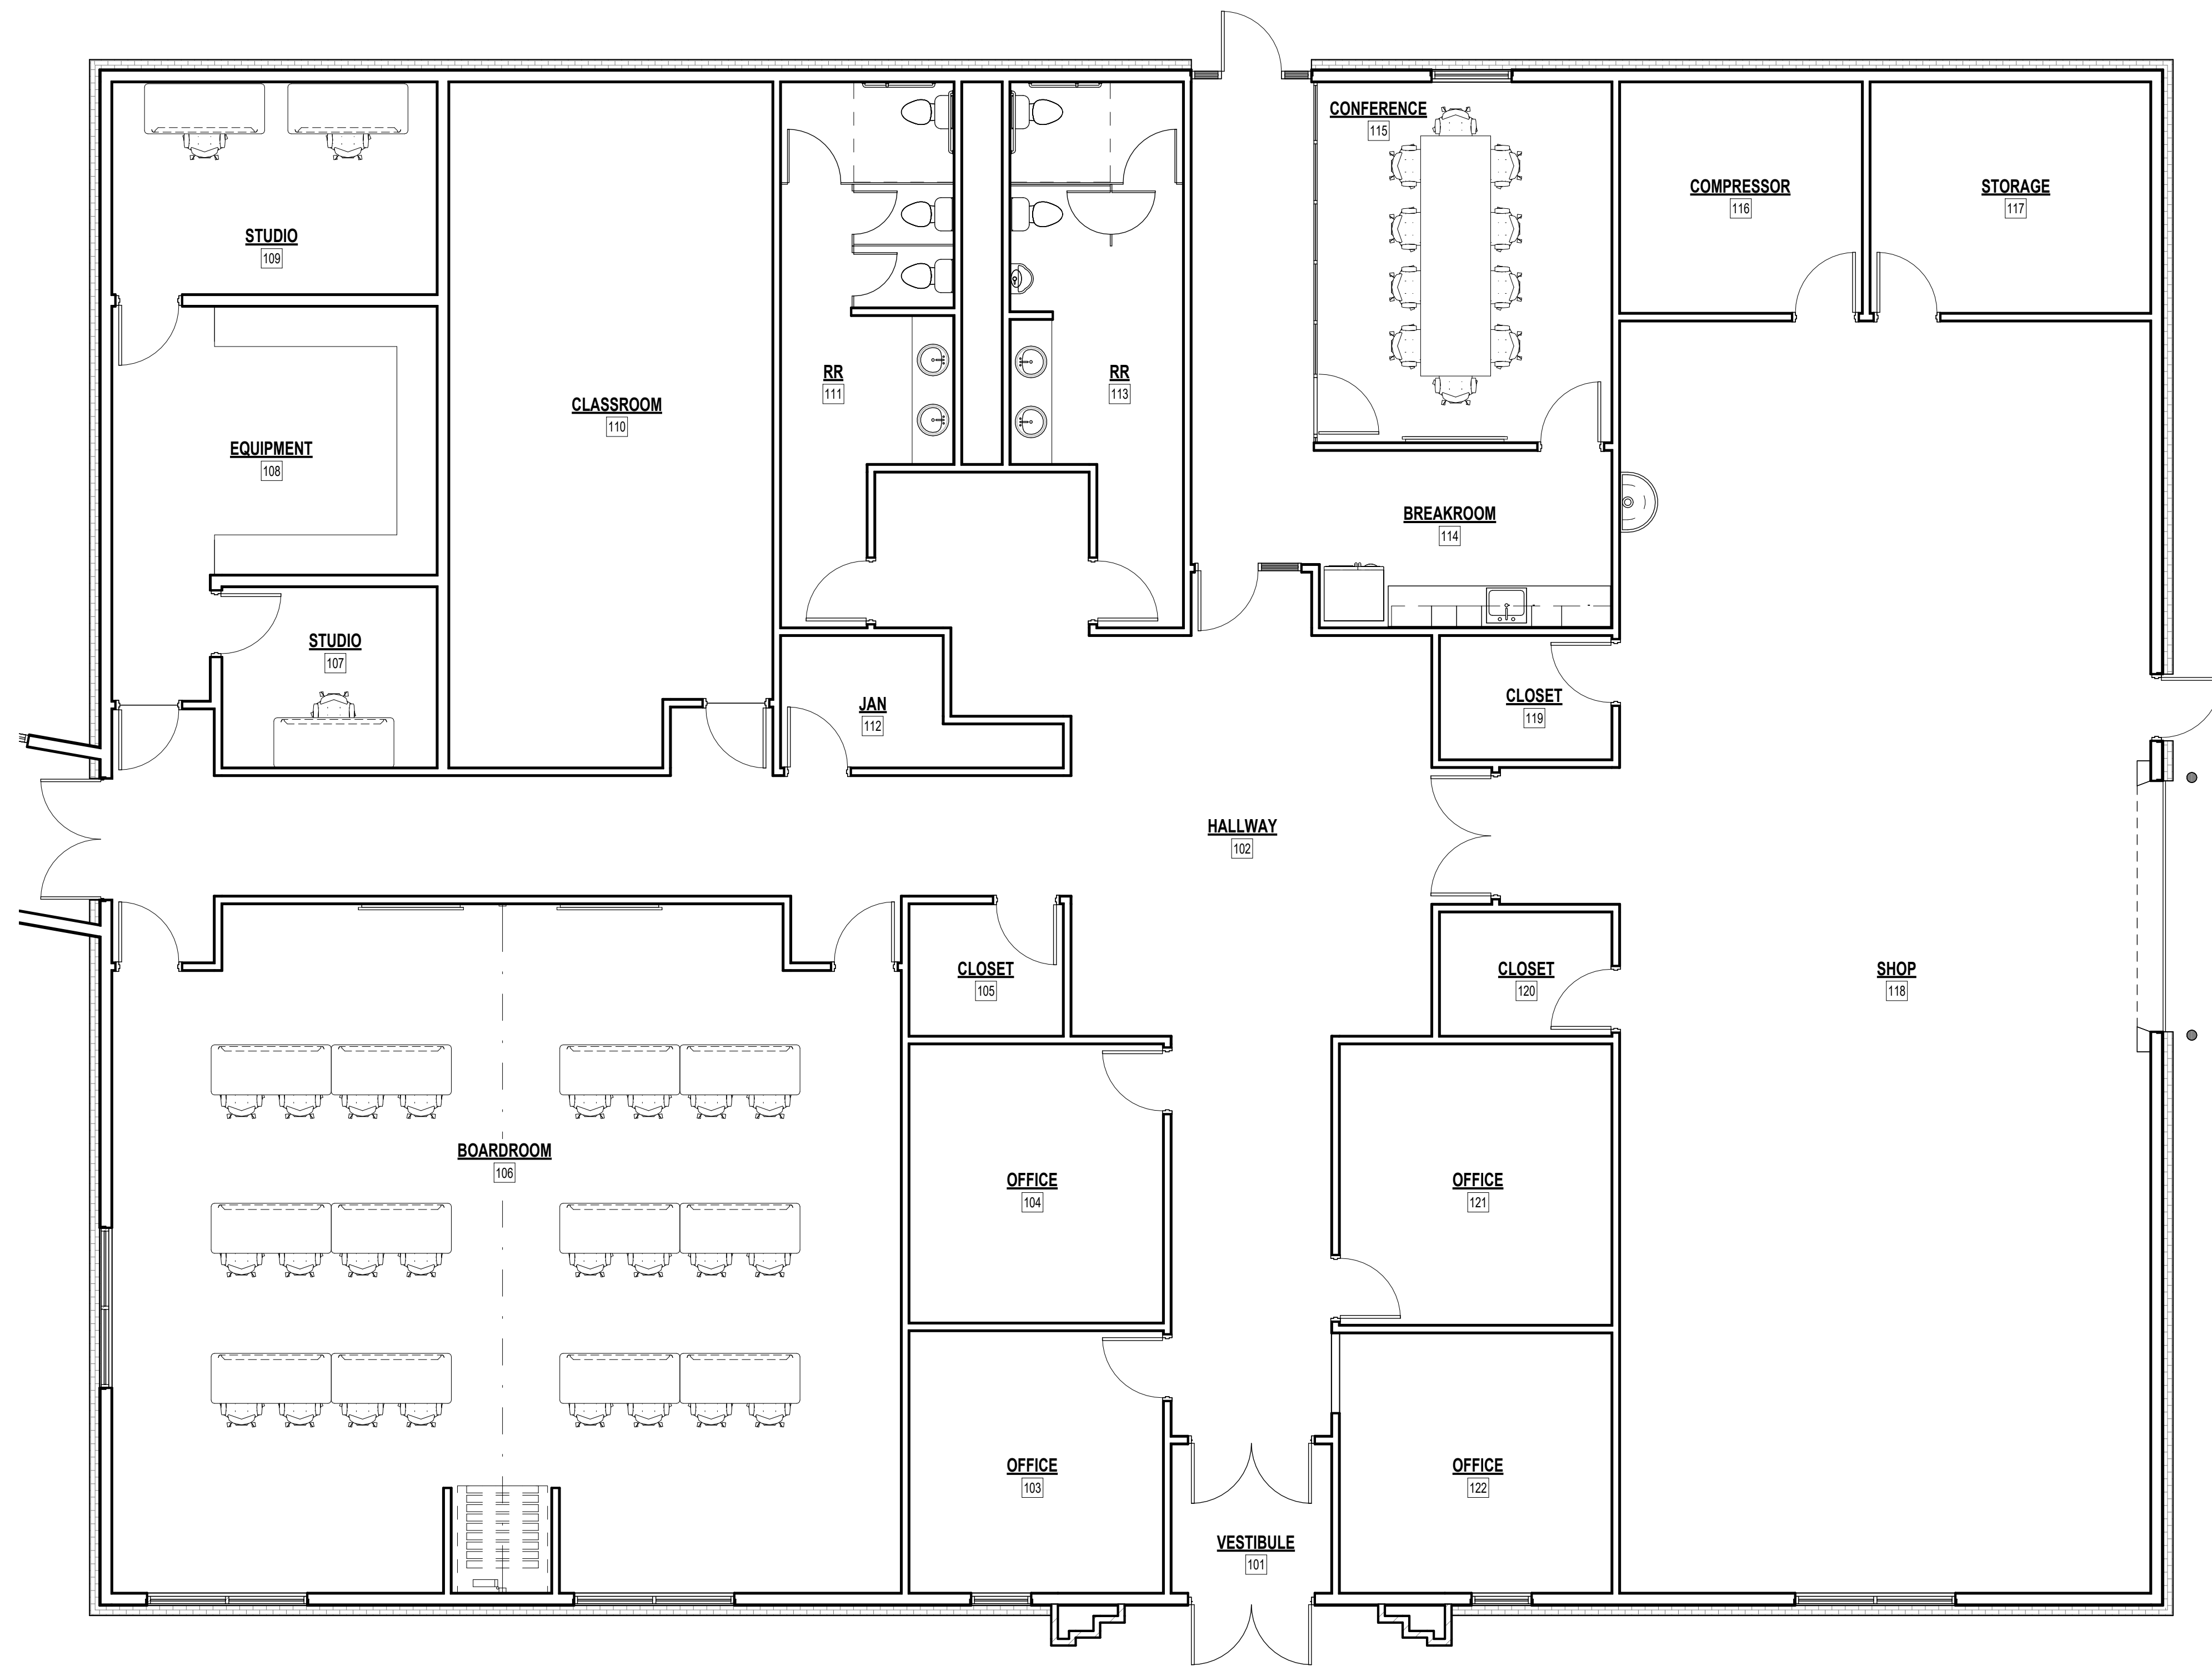 CONFERENCE
115
COMPRESSOR
116
STORAGE
117
STUDIO
109
RR
111
RR
113
CLASSROOM
110
EQUIPMENT
108
BREAKROOM
114
STUDIO
107
JAN
112
CLOSET
119
HALLWAY
102
CLOSET
105
CLOSET
120
SHOP
118
BOARDROOM
106
OFFICE
104
OFFICE
121
OFFICE
103
OFFICE
122
VESTIBULE
101